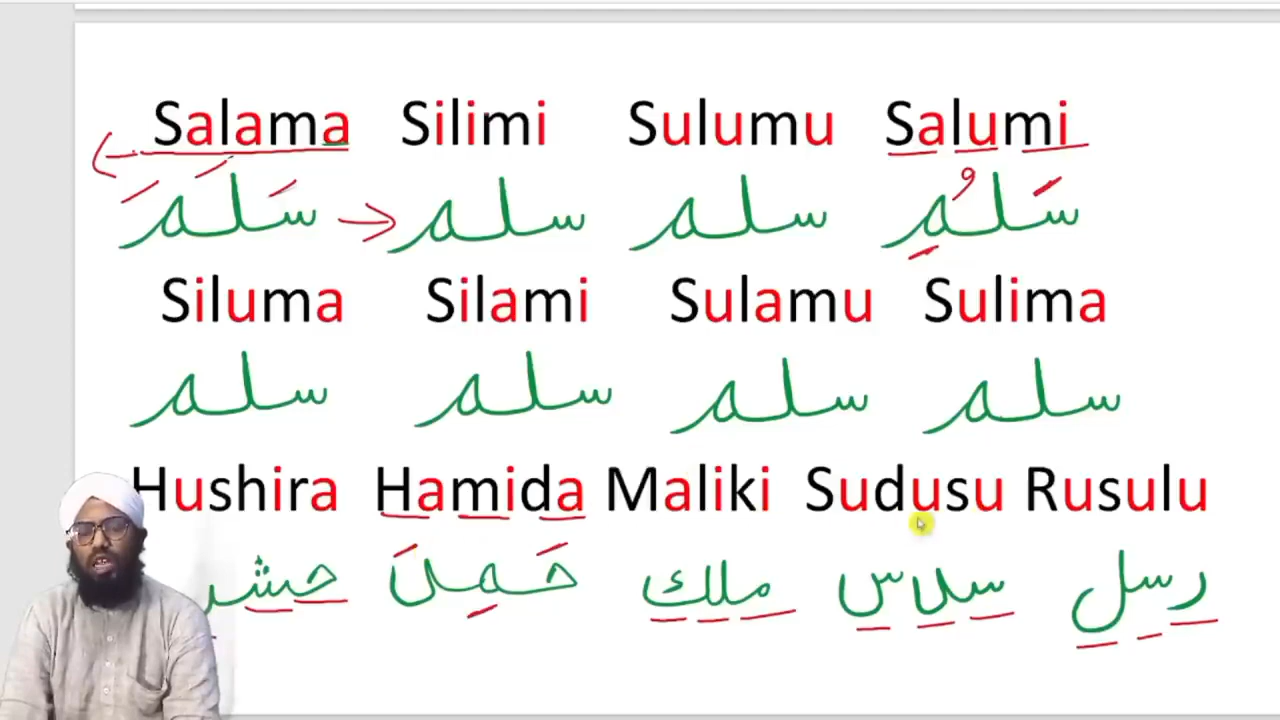 Salama Silimi Sulumu Salumi
سَلَمَ سلم سلم سَلُمِ
Siluma Silami Sulamu Sulima
سلم سلم سلم سلم
Hushira Hamida Maliki Sudusu Rusulu
حشر حَمِدَ ملك سدس رسل